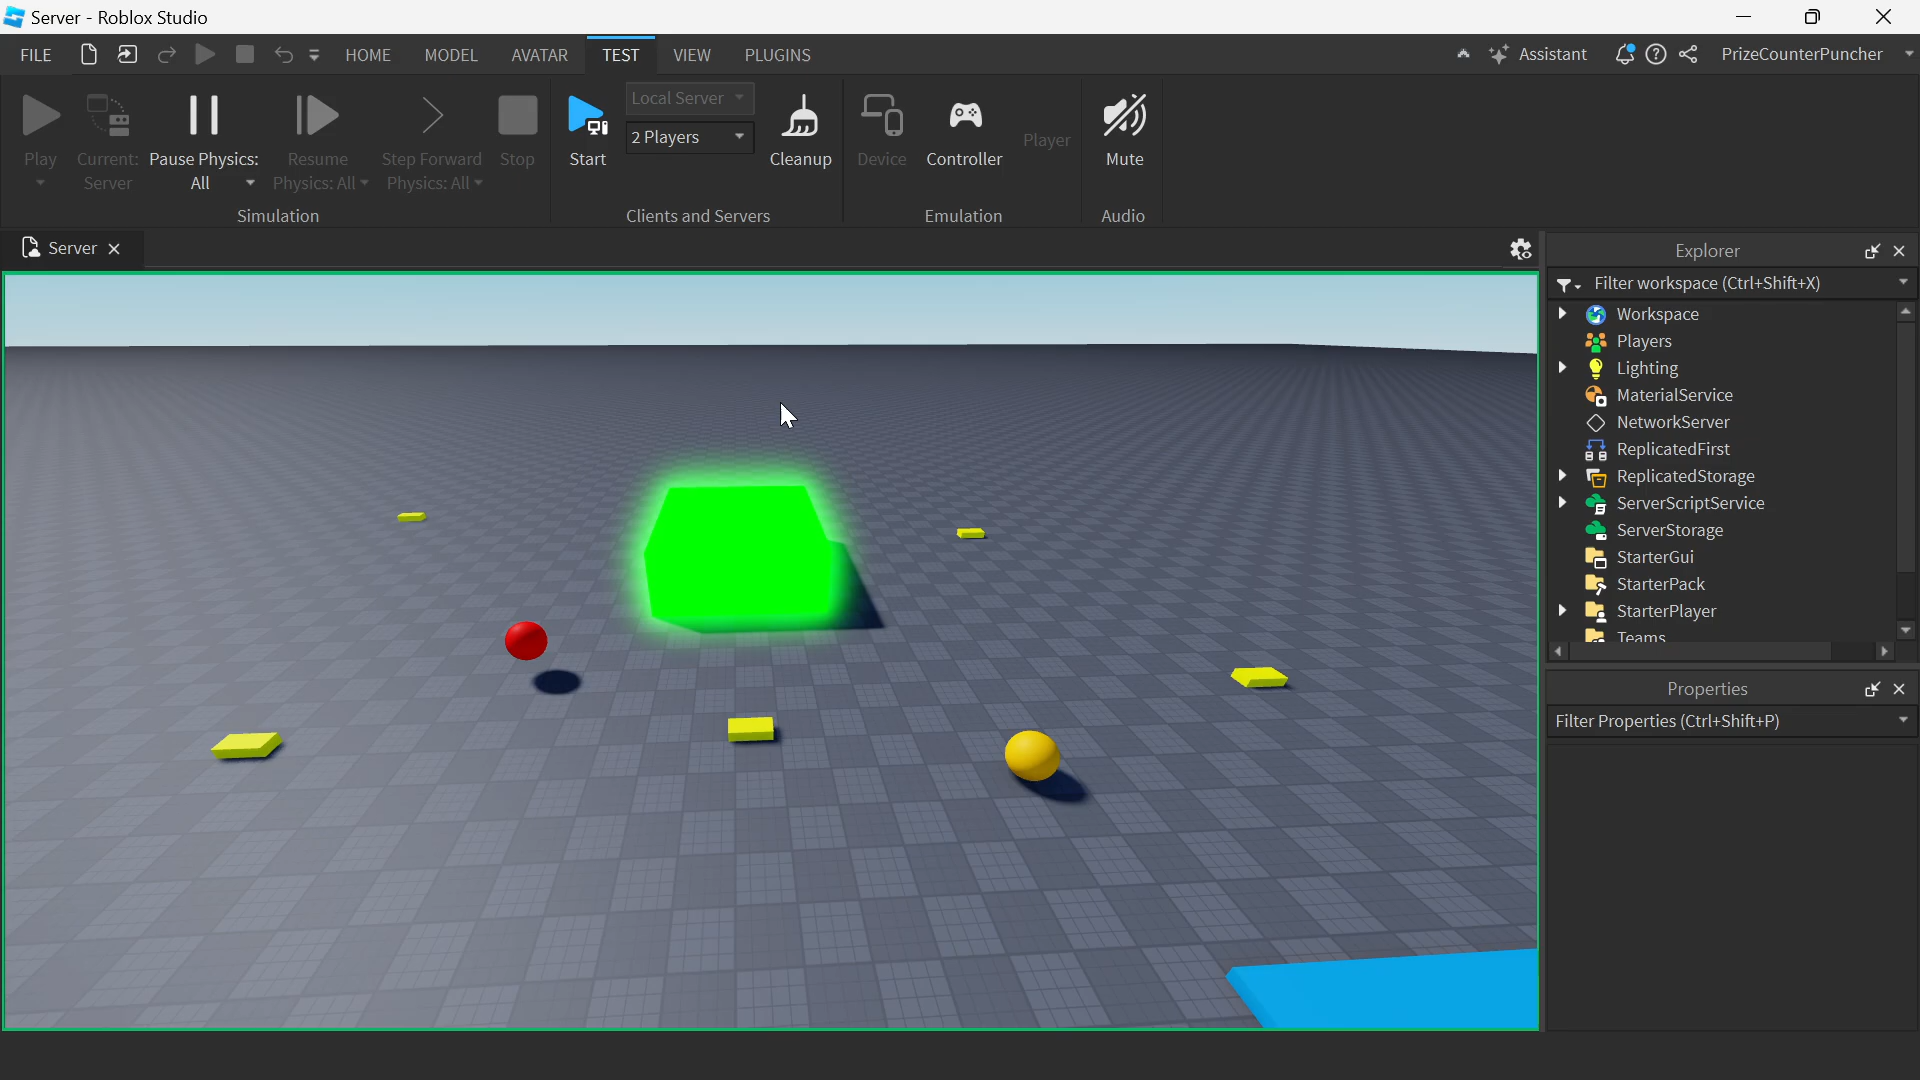 Server - Roblox Studio
FILE HOME MODEL AVATAR TEST VIEW PLUGINS Assistant PrizeCounterPuncher
Play
Current:
Server
Pause Physics:
All
Resume
Physics: All
Step Forward
Physics: All
Stop
Simulation
Start
Local Server
2 Players
Cleanup
Clients and Servers
Device
Controller
Player
Emulation
Mute
Audio
Server
Explorer
Filter workspace (Ctrl+Shift+X)
Workspace
Players
Lighting
MaterialService
NetworkServer
ReplicatedFirst
ReplicatedStorage
ServerScriptService
ServerStorage
StarterGui
StarterPack
StarterPlayer
Teams
Properties
Filter Properties (Ctrl+Shift+P)